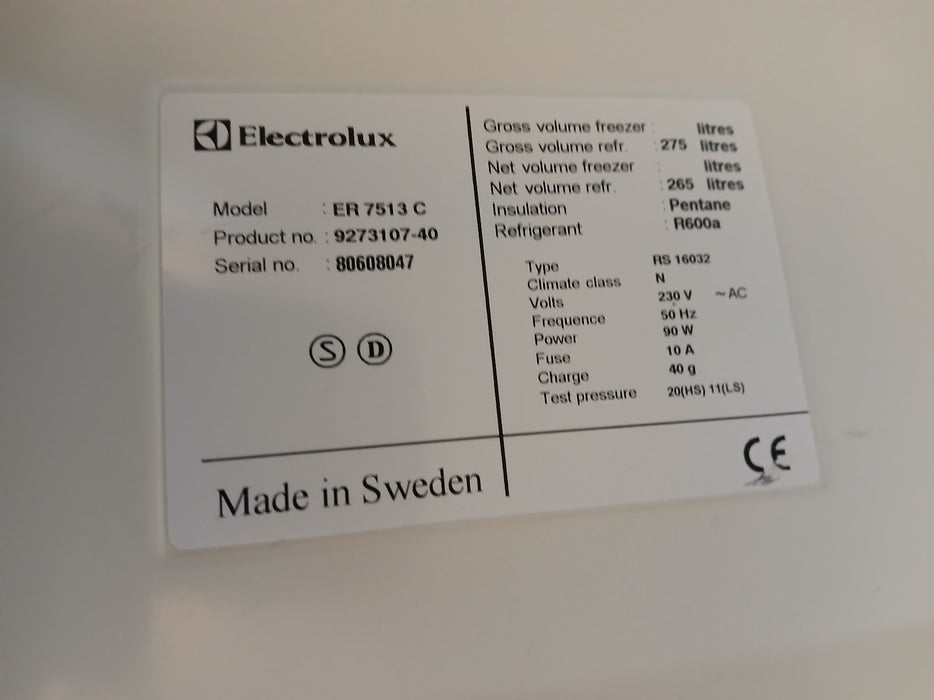 Electrolux
Model : ER 7513 C
Product no. : 9273107-40
Serial no. : 80608047
S D
Made in Sweden
Gross volume freezer : litres
Gross volume refr. : 275 litres
Net volume freezer : litres
Net volume refr. : 265 litres
Insulation : Pentane
Refrigerant : R600a
Type RS 16032
Climate class N
Volts 230 V ~ AC
Frequence 50 Hz
Power 90 W
Fuse 10 A
Charge 40 g
Test pressure 20(HS) 11(LS)
CE